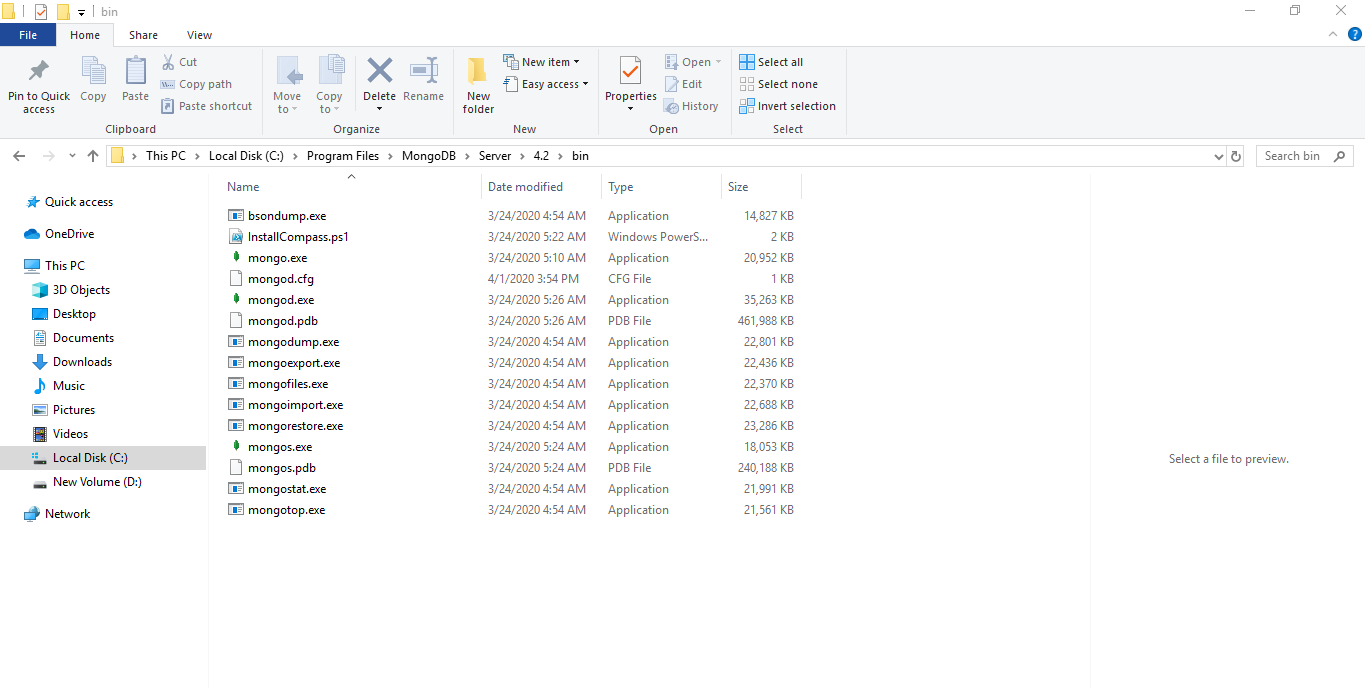 bin
File Home Share View
Pin to Quick access
Copy
Paste
Cut
Copy path
Paste shortcut
Clipboard
Move to
Copy to
Delete
Rename
Organize
New folder
New item
Easy access
New
Properties
Open
Edit
History
Open
Select all
Select none
Invert selection
Select
This PC > Local Disk (C:) > Program Files > MongoDB > Server > 4.2 > bin
Search bin
Quick access
OneDrive
This PC
3D Objects
Desktop
Documents
Downloads
Music
Pictures
Videos
Local Disk (C:)
New Volume (D:)
Network
Name Date modified Type Size
bsondump.exe 3/24/2020 4:54 AM Application 14,827 KB
InstallCompass.ps1 3/24/2020 5:22 AM Windows PowerS... 2 KB
mongo.exe 3/24/2020 5:10 AM Application 20,952 KB
mongod.cfg 4/1/2020 3:54 PM CFG File 1 KB
mongod.exe 3/24/2020 5:26 AM Application 35,263 KB
mongod.pdb 3/24/2020 5:26 AM PDB File 461,988 KB
mongodump.exe 3/24/2020 4:54 AM Application 22,801 KB
mongoexport.exe 3/24/2020 4:54 AM Application 22,436 KB
mongofiles.exe 3/24/2020 4:54 AM Application 22,370 KB
mongoimport.exe 3/24/2020 4:54 AM Application 22,688 KB
mongorestore.exe 3/24/2020 4:54 AM Application 23,286 KB
mongos.exe 3/24/2020 5:24 AM Application 18,053 KB
mongos.pdb 3/24/2020 5:24 AM PDB File 240,188 KB
mongostat.exe 3/24/2020 4:54 AM Application 21,991 KB
mongotop.exe 3/24/2020 4:54 AM Application 21,561 KB
Select a file to preview.